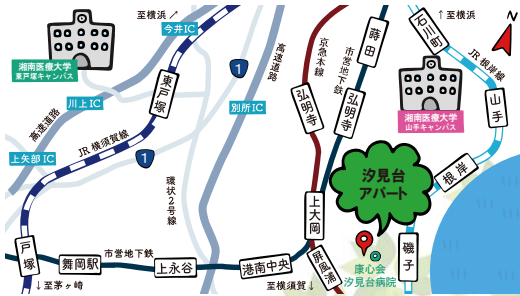 至横浜↗
今井IC
湘南医療大学
東戸塚キャンパス
東戸塚
1
高速道路
川上IC
高速道路
別所IC
上矢部IC
JR 横須賀線
1
環状2号線
戸塚
舞岡駅
市営地下鉄
上永谷
港南中央
↓至茅ヶ崎
京急本線
弘明寺
市営地下鉄
蒔田
弘明寺
上大岡
屏風浦
至横須賀↓
石川町
↑至横浜
JR 根岸線
湘南医療大学
山手キャンパス
山手
根岸
磯子
汐見台
アパート
康心会
汐見台病院